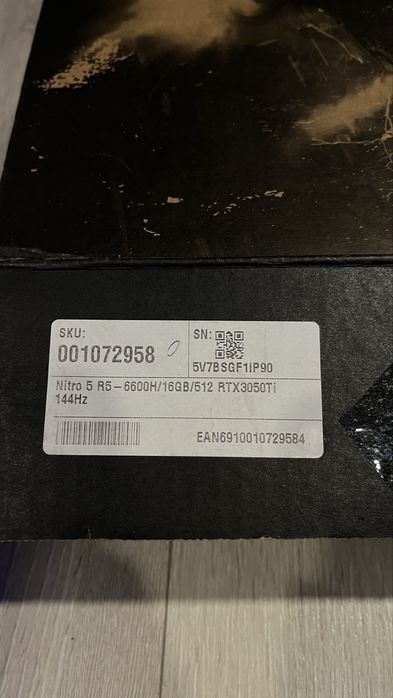 SKU:
001072958
SN:
5V7BSGF1IP90
Nitro 5 R5-6600H/16GB/512 RTX3050Ti
144Hz
EAN6910010729584